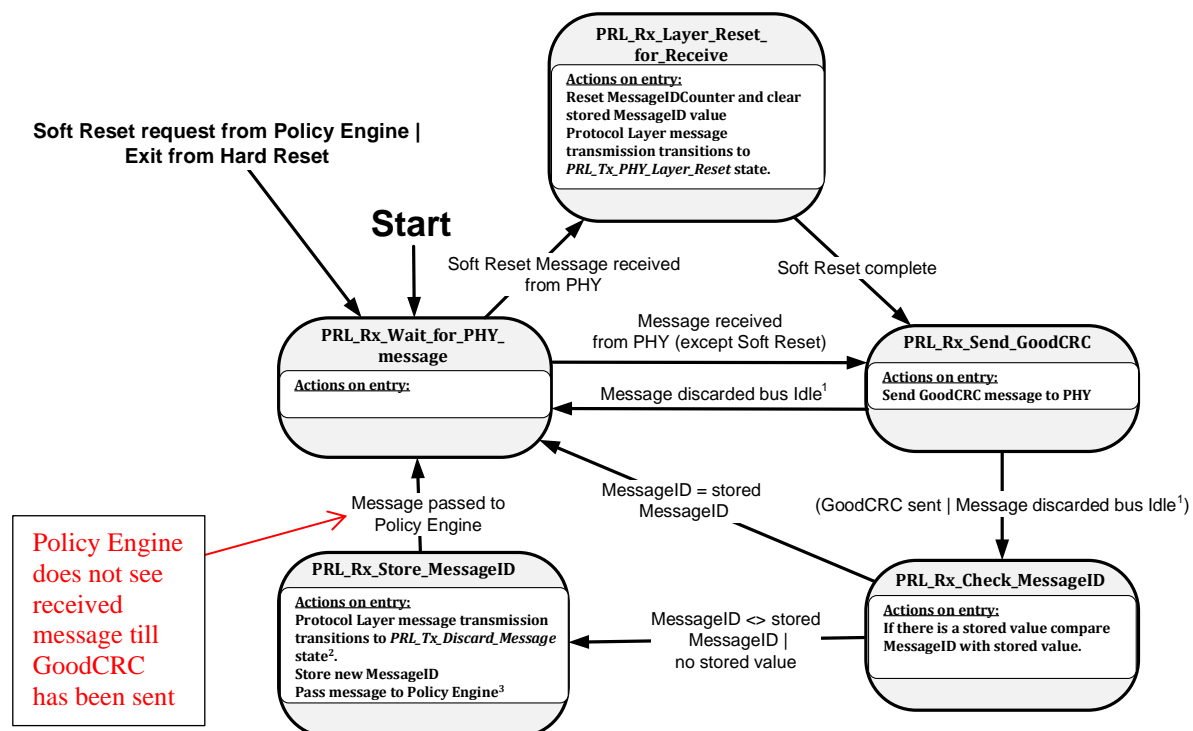 PRL_Rx_Layer_Reset_
for_Receive
Actions on entry:
Reset MessageIDCounter and clear
stored MessageID value
Protocol Layer message
transmission transitions to
PRL_Tx_PHY_Layer_Reset state.
Soft Reset request from Policy Engine |
Exit from Hard Reset
Start
Soft Reset Message received
from PHY
Soft Reset complete
PRL_Rx_Wait_for_PHY_
message
Actions on entry:
Message received
from PHY (except Soft Reset)
Message discarded bus Idle¹
PRL_Rx_Send_GoodCRC
Actions on entry:
Send GoodCRC message to PHY
Message passed to
Policy Engine
MessageID = stored
MessageID
(GoodCRC sent | Message discarded bus Idle¹)
Policy Engine
does not see
received
message till
GoodCRC
has been sent
PRL_Rx_Store_MessageID
Actions on entry:
Protocol Layer message transmission
transitions to PRL_Tx_Discard_Message
state².
Store new MessageID
Pass message to Policy Engine³
MessageID <> stored
MessageID |
no stored value
PRL_Rx_Check_MessageID
Actions on entry:
If there is a stored value compare
MessageID with stored value.